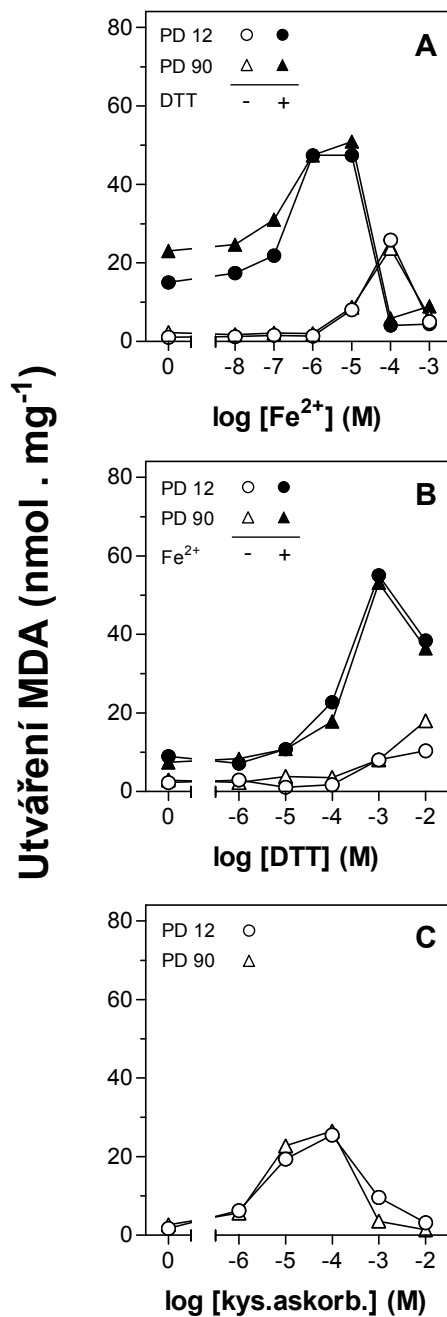 Utváření MDA (nmol . mg⁻¹)
A
PD 12
PD 90
DTT - +
80
60
40
20
0
0 -8 -7 -6 -5 -4 -3
log [Fe²⁺] (M)
B
PD 12
PD 90
Fe²⁺ - +
80
60
40
20
0
0 -6 -5 -4 -3 -2
log [DTT] (M)
C
PD 12
PD 90
80
60
40
20
0
0 -6 -5 -4 -3 -2
log [kys.askorb.] (M)